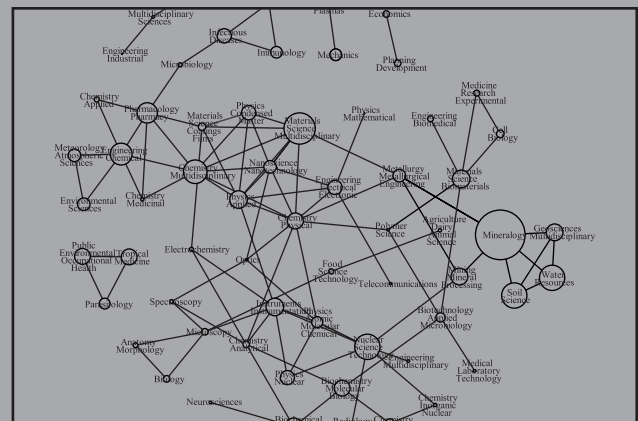 Multidisciplinary
Sciences
Plasmas
Economics
Infectious
Diseases
Engineering
Industrial
Immunology
Mechanics
Microbiology
Planning
Development
Chemistry
Applied
Pharmacology
Pharmacy
Materials
Science
Coatings
Films
Physics
Condensed
Matter
Materials
Science
Multidisciplinary
Physics
Mathematical
Engineering
Biomedical
Medicine
Research
Experimental
Cell
Biology
Meteorology
Atmospheric
Sciences
Engineering
Chemical
Chemistry
Multidisciplinary
Nanoscience
Nanotechnology
Engineering
Electrical
Electronic
Metallurgy
Metallurgical
Engineering
Materials
Science
Biomaterials
Environmental
Sciences
Chemistry
Medicinal
Physics
Applied
Chemistry
Physical
Polymer
Science
Agriculture
Dairy
Animal
Science
Mineralogy
Geosciences
Multidisciplinary
Public
Environmental
Occupational
Health
Tropical
Medicine
Electrochemistry
Optics
Food
Science
Technology
Telecommunications
Mining
Mineral
Processing
Water
Resources
Soil
Science
Parasitology
Spectroscopy
Instruments
Instrumentation
Physics
Atomic
Molecular
Chemical
Biotechnology
Applied
Microbiology
Anatomy
Morphology
Microscopy
Chemistry
Analytical
Nuclear
Science
Technology
Engineering
Multidisciplinary
Medical
Laboratory
Technology
Biology
Physics
Nuclear
Biochemistry
Molecular
Biology
Neurosciences
Chemistry
Inorganic
Nuclear
Biochemical
Radiology
Chemistry